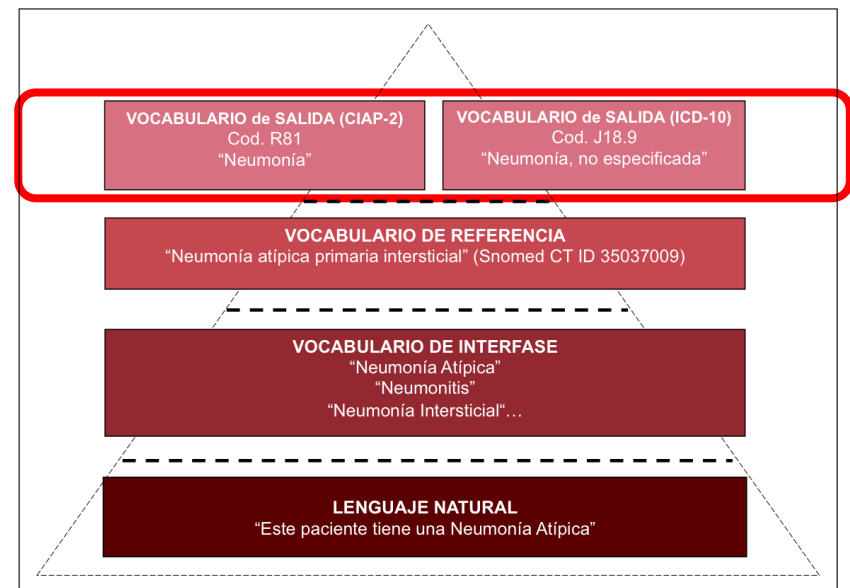 VOCABULARIO de SALIDA (CIAP-2)
Cod. R81
“Neumonía”
VOCABULARIO de SALIDA (ICD-10)
Cod. J18.9
“Neumonía, no especificada”
VOCABULARIO DE REFERENCIA
“Neumonía atípica primaria intersticial” (Snomed CT ID 35037009)
VOCABULARIO DE INTERFASE
“Neumonía Atípica”
“Neumonitis”
“Neumonía Intersticial“…
LENGUAJE NATURAL
“Este paciente tiene una Neumonía Atípica”